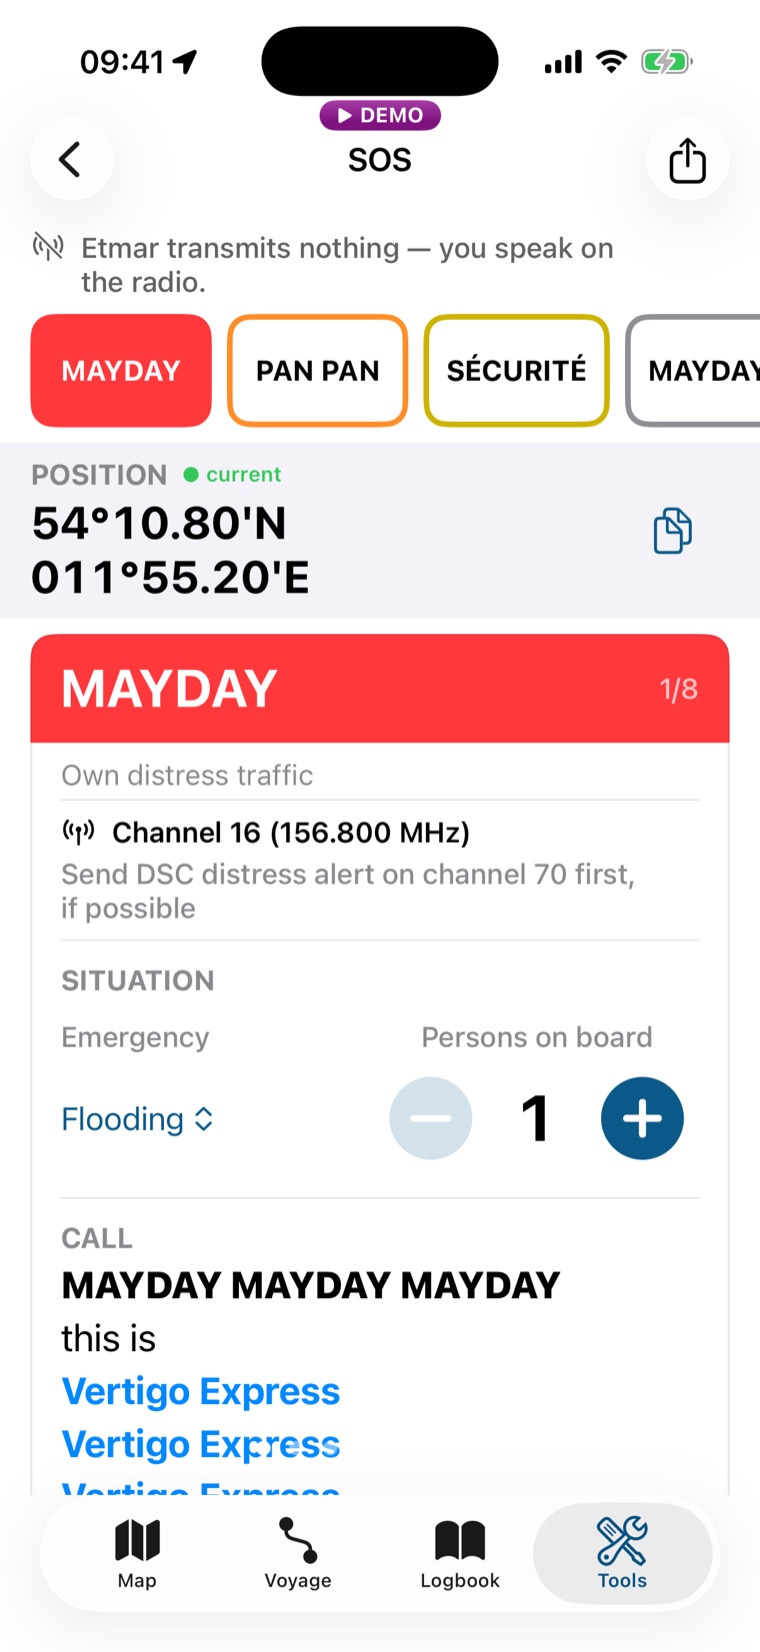 09:41
DEMO
SOS
Etmar transmits nothing — you speak on
the radio.
MAYDAY
PAN PAN
SÉCURITÉ
MAYDAY
POSITION
current
54°10.80'N
011°55.20'E
MAYDAY
1/8
Own distress traffic
Channel 16 (156.800 MHz)
Send DSC distress alert on channel 70 first,
if possible
SITUATION
Emergency
Persons on board
Flooding
1
CALL
MAYDAY MAYDAY MAYDAY
this is
Vertigo Express
Vertigo Express
Vertigo Express
Map
Voyage
Logbook
Tools